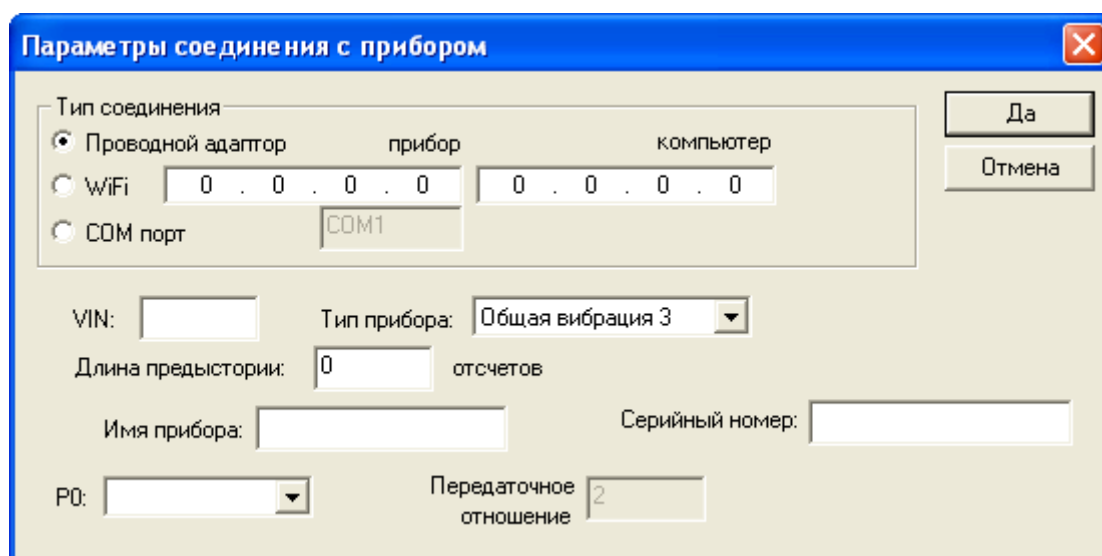 Параметры соединения с прибором
Тип соединения
Да
Проводной адаптор прибор компьютер
WiFi 0 . 0 . 0 . 0 0 . 0 . 0 . 0
Отмена
COM порт COM1
VIN: Тип прибора: Общая вибрация 3
Длина предыстории: 0 отсчетов
Имя прибора: Серийный номер:
P0: Передаточное отношение 2